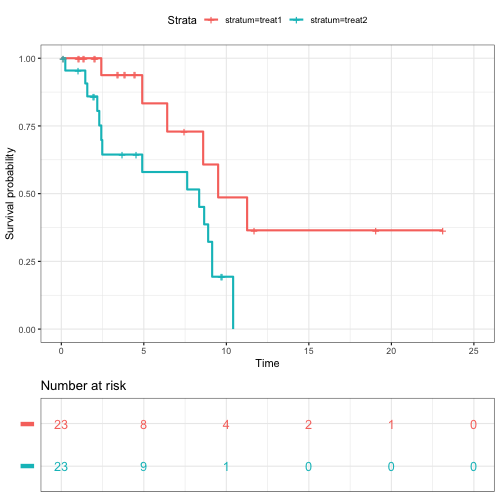 Strata stratum=treat1 stratum=treat2
1.00
0.75
0.50
0.25
0.00
Survival probability
0 5 10 15 20 25
Time
Number at risk
23 8 4 2 1 0
23 9 1 0 0 0